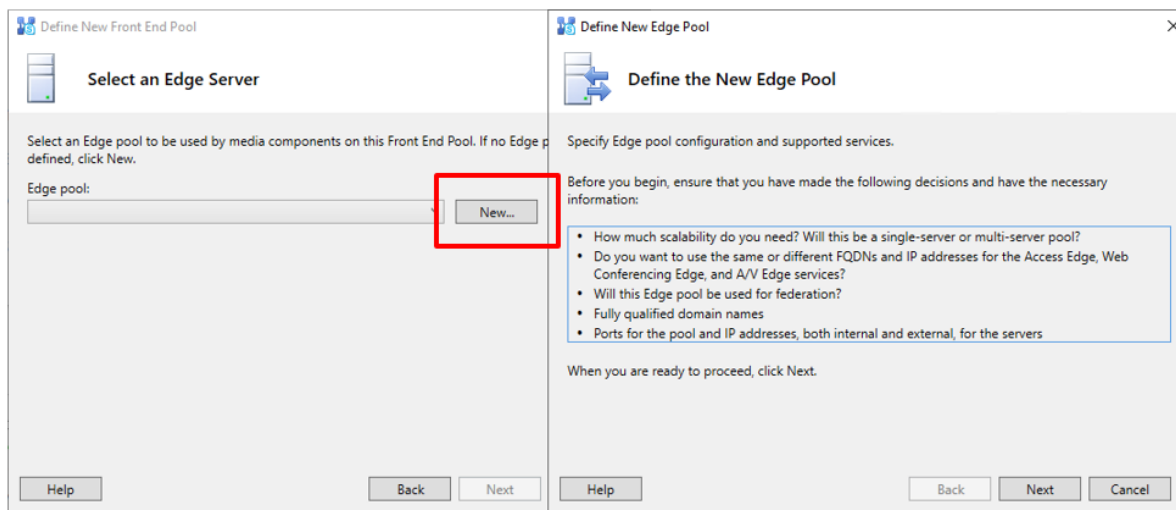 Define New Front End Pool
Select an Edge Server
Select an Edge pool to be used by media components on this Front End Pool. If no Edge p
defined, click New.
Edge pool:
New...
Help
Back
Next
Define New Edge Pool
Define the New Edge Pool
Specify Edge pool configuration and supported services.
Before you begin, ensure that you have made the following decisions and have the necessary
information:
• How much scalability do you need? Will this be a single-server or multi-server pool?
• Do you want to use the same or different FQDNs and IP addresses for the Access Edge, Web
Conferencing Edge, and A/V Edge services?
• Will this Edge pool be used for federation?
• Fully qualified domain names
• Ports for the pool and IP addresses, both internal and external, for the servers
When you are ready to proceed, click Next.
Help
Back
Next
Cancel